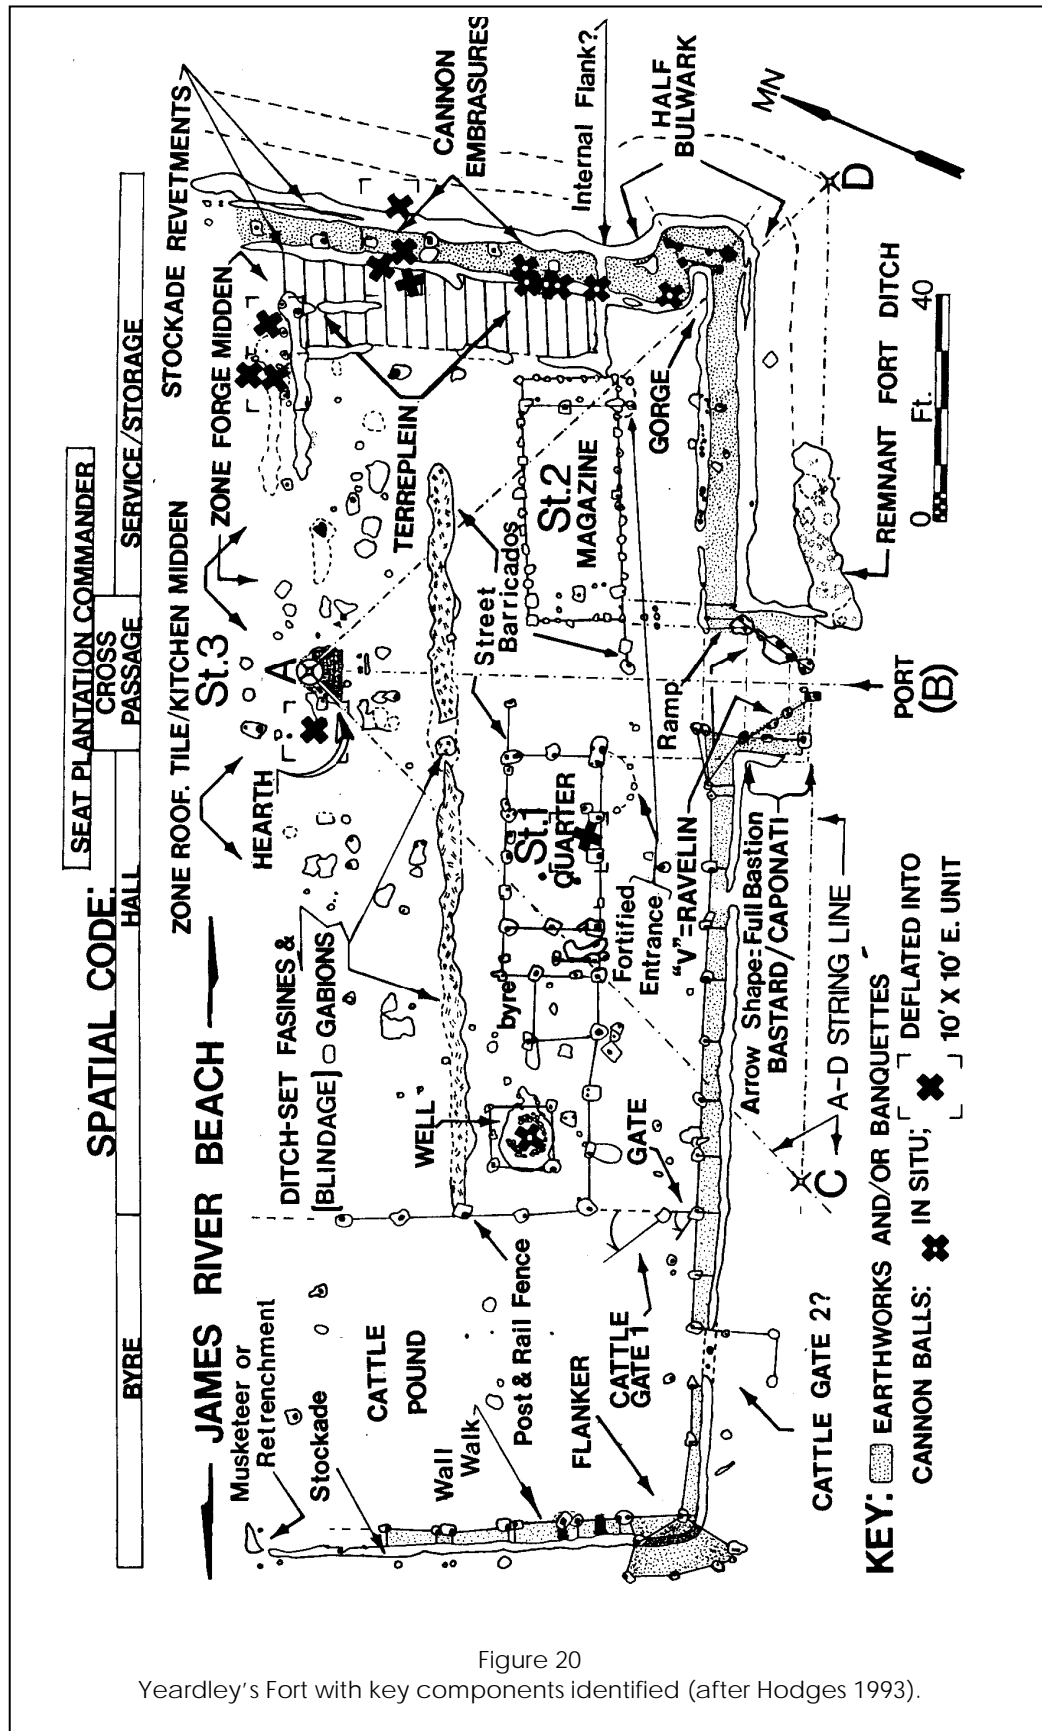 SPATIAL CODE:
SEAT PLANTATION COMMANDER
BYRE
HALL
CROSS
PASSAGE
SERVICE/STORAGE
JAMES RIVER BEACH
ZONE ROOF. TILE/KITCHEN MIDDEN
St.3
ZONE FORGE MIDDEN
STOCKADE REVETMENTS
Musketeer or
Retrenchment
Stockade
HEARTH
A
CATTLE
POUND
DITCH-SET FASINES &
[BLINDAGE] GABIONS
TERREPLEIN
CANNON
EMBRASURES
Wall
Walk
WELL
Street
Barricados
Post & Rail Fence
byre
St.1
QUARTER
St.2
MAGAZINE
Internal Flank?
FLANKER
CATTLE
GATE 1
GATE
Fortified
Entrance
Ramp
GORGE
HALF
BULWARK
"V"=RAVELIN
Arrow Shape=Full Bastion
BASTARD/CAPONATI
MN
C
A-D STRING LINE
D
CATTLE GATE 2?
PORT
(B)
REMNANT FORT DITCH
0 Ft. 40
KEY: EARTHWORKS AND/OR BANQUETTES
CANNON BALLS: IN SITU; DEFLATED INTO
10' X 10' E. UNIT
Figure 20
Yeardley's Fort with key components identified (after Hodges 1993).